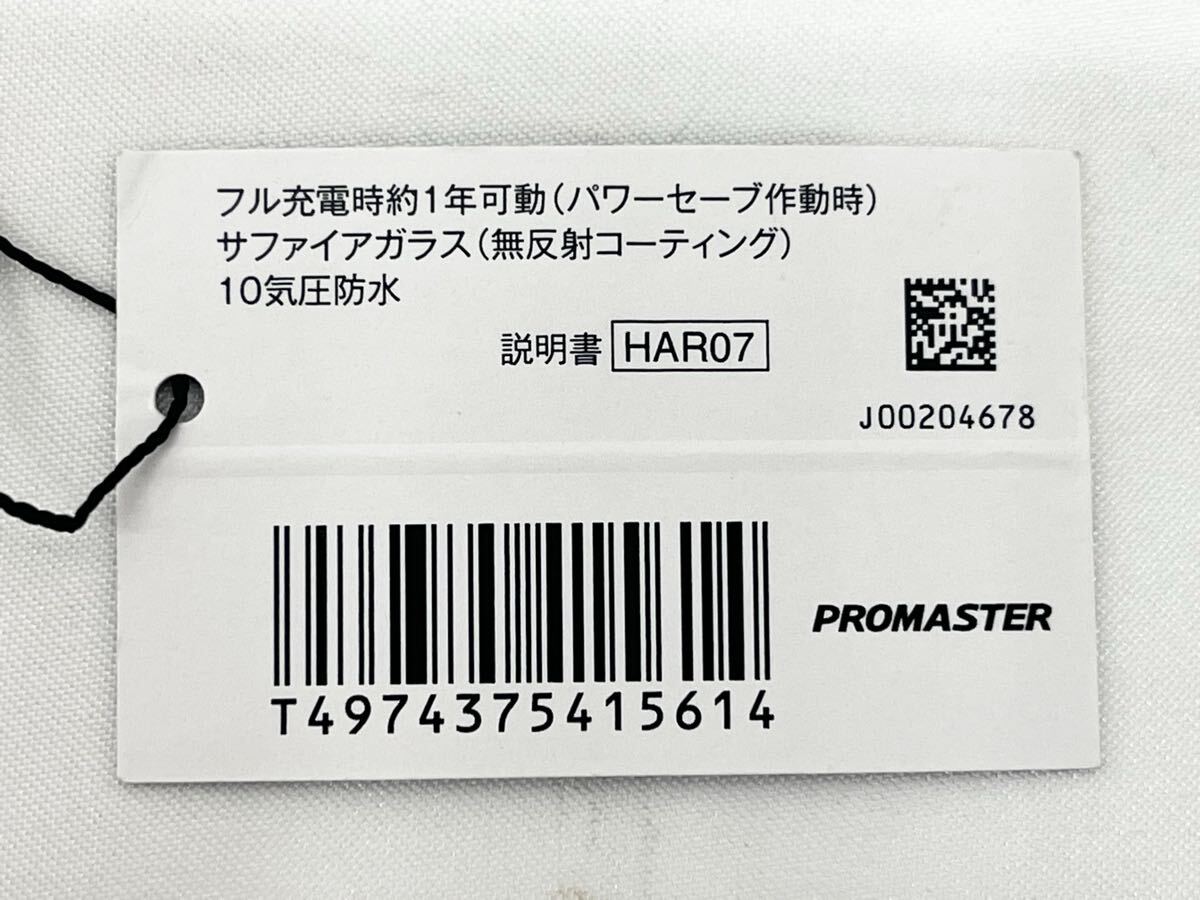 フル充電時約1年可動(パワーセーブ作動時)
サファイアガラス(無反射コーティング)
10気圧防水
説明書 HAR07
J00204678
T4974375415614
PROMASTER